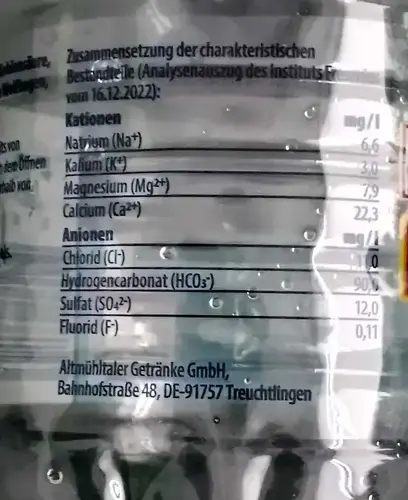 Zusammensetzung der charakteristischen
Bestandteile (Analysenauszug des Instituts
vom 16.12.2022):
Kationen mg/l
Natrium (Na⁺) 6,6
Kalium (K⁺) 3,0
Magnesium (Mg²⁺) 7,9
Calcium (Ca²⁺) 22,3
Anionen mg/l
Chlorid (Cl⁻)
Hydrogencarbonat (HCO₃⁻)
Sulfat (SO₄²⁻) 12,0
Fluorid (F⁻) 0,11
Altmühltaler Getränke GmbH,
Bahnhofstraße 48, DE-91757 Treuchtlingen